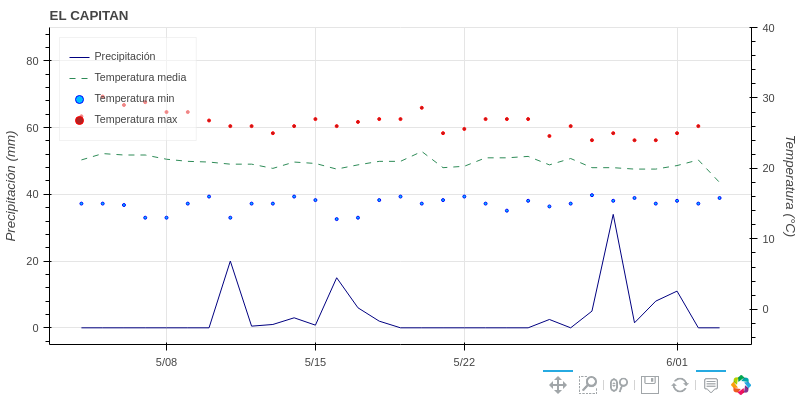 EL CAPITAN
Precipitación
Temperatura media
Temperatura min
Temperatura max
80
60
40
20
0
Precipitación (mm)
40
30
20
10
0
Temperatura (°C)
5/08
5/15
5/22
6/01